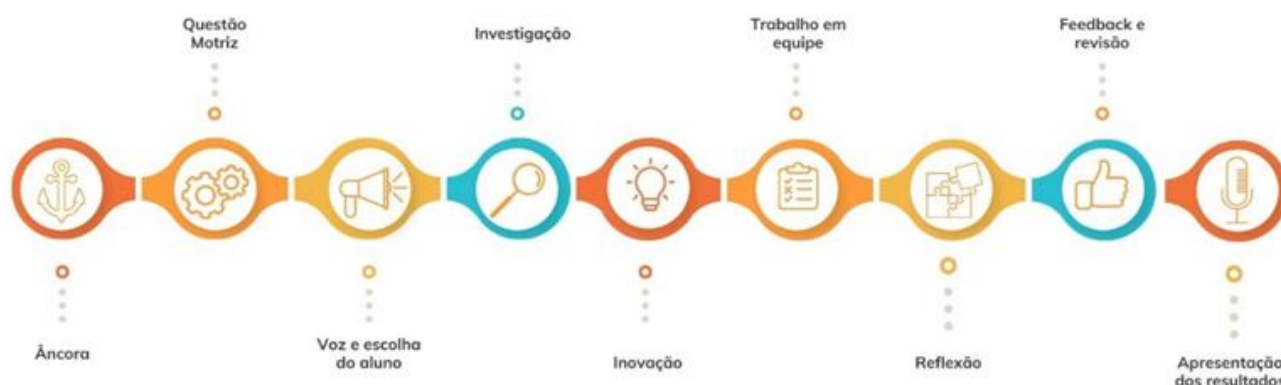 Âncora
Questão
Motriz
Voz e escolha
do aluno
Investigação
Inovação
Trabalho em
equipe
Reflexão
Feedback e
revisão
Apresentação
dos resultados